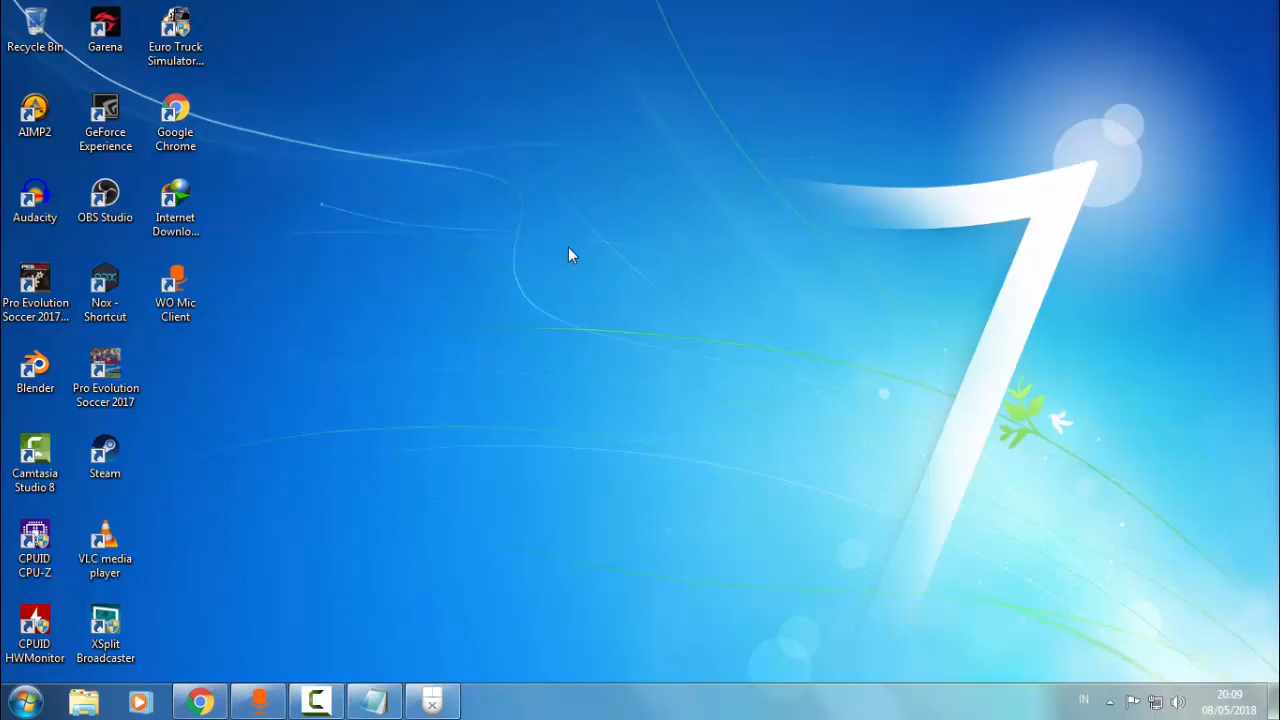 Recycle Bin
Garena
Euro Truck
Simulator...
AIMP2
GeForce
Experience
Google
Chrome
Audacity
OBS Studio
Internet
Downlo...
Pro Evolution
Soccer 2017...
Nox -
Shortcut
WO Mic
Client
Blender
Pro Evolution
Soccer 2017
Camtasia
Studio 8
Steam
CPUID
CPU-Z
VLC media
player
CPUID
HWMonitor
XSplit
Broadcaster
7
IN
20:09
08/05/2018